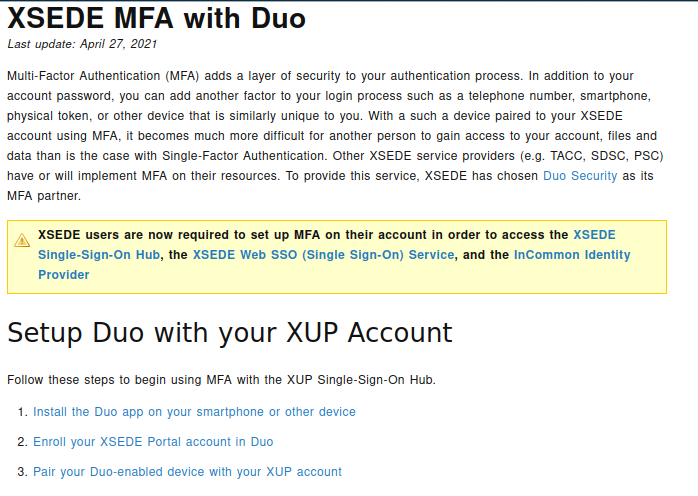 XSEDE MFA with Duo
Last update: April 27, 2021
Multi-Factor Authentication (MFA) adds a layer of security to your authentication process. In addition to your
account password, you can add another factor to your login process such as a telephone number, smartphone,
physical token, or other device that is similarly unique to you. With a such a device paired to your XSEDE
account using MFA, it becomes much more difficult for another person to gain access to your account, files and
data than is the case with Single-Factor Authentication. Other XSEDE service providers (e.g. TACC, SDSC, PSC)
have or will implement MFA on their resources. To provide this service, XSEDE has chosen Duo Security as its
MFA partner.
XSEDE users are now required to set up MFA on their account in order to access the XSEDE
Single-Sign-On Hub, the XSEDE Web SSO (Single Sign-On) Service, and the InCommon Identity
Provider
Setup Duo with your XUP Account
Follow these steps to begin using MFA with the XUP Single-Sign-On Hub.
1. Install the Duo app on your smartphone or other device
2. Enroll your XSEDE Portal account in Duo
3. Pair your Duo-enabled device with your XUP account